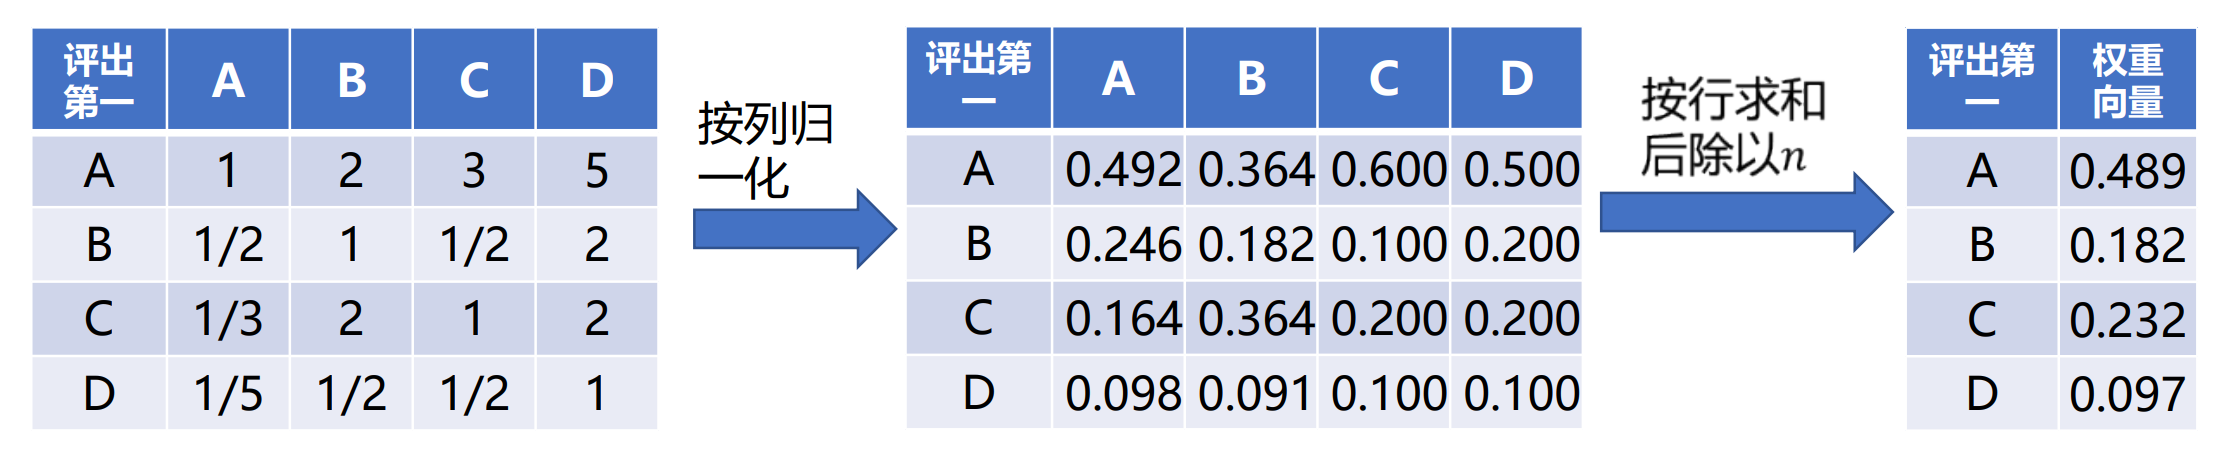 评出
第一 A B C D
A 1 2 3 5
B 1/2 1 1/2 2
C 1/3 2 1 2
D 1/5 1/2 1/2 1
按列归
一化
评出第
一 A B C D
A 0.492 0.364 0.600 0.500
B 0.246 0.182 0.100 0.200
C 0.164 0.364 0.200 0.200
D 0.098 0.091 0.100 0.100
按行求和
后除以n
评出第
一 权重
向量
A 0.489
B 0.182
C 0.232
D 0.097